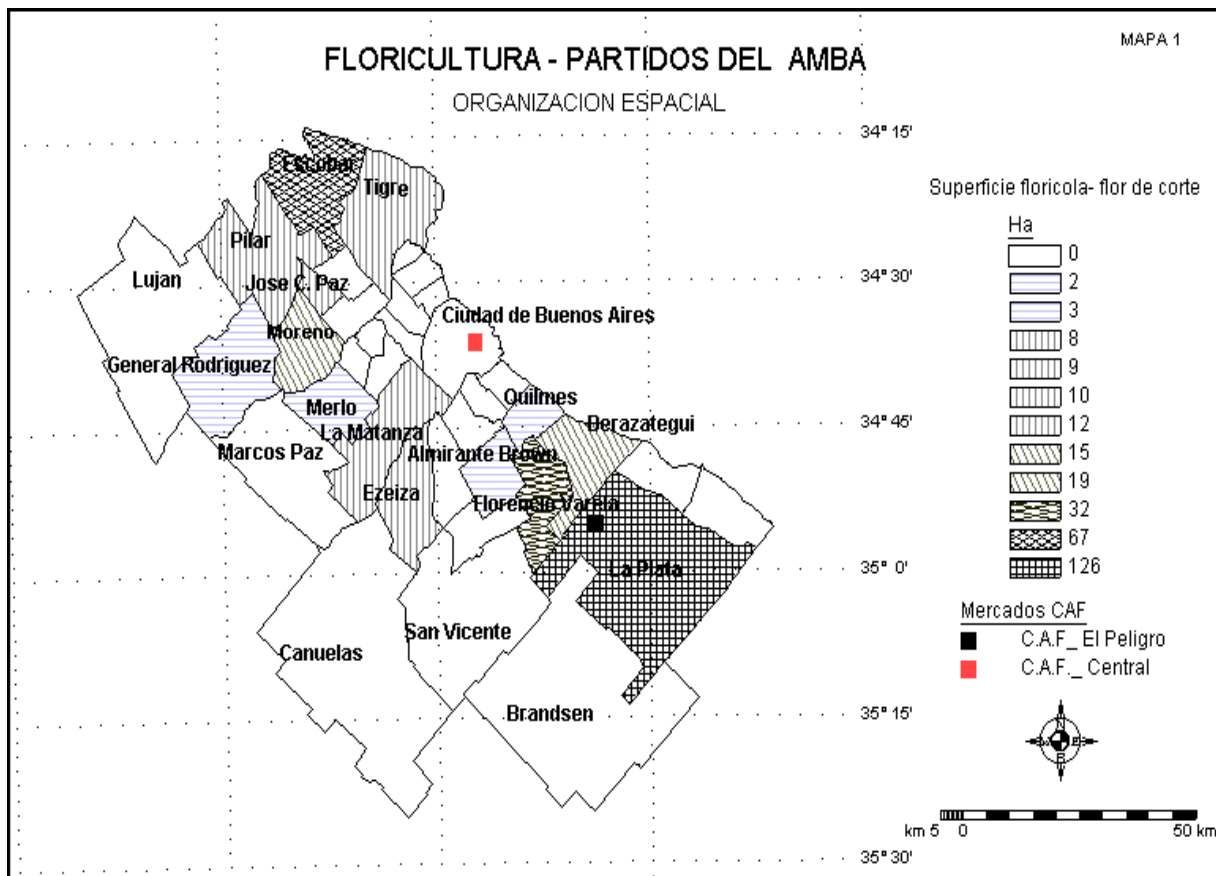 MAPA 1
FLORICULTURA - PARTIDOS DEL AMBA
ORGANIZACION ESPACIAL
34° 15'
34° 30'
34° 45'
35° 0'
35° 15'
35° 30'
Escobar
Tigre
Pilar
Lujan
Jose C. Paz
Ciudad de Buenos Aires
Moreno
General Rodriguez
Merlo
Quilmes
Derazategui
La Matanza
Marcos Paz
Almirante Brown
Ezeiza
Florencio Varela
La Plata
San Vicente
Canuelas
Brandsen
Superficie floricola- flor de corte
Ha
0
2
3
8
9
10
12
15
19
32
67
126
Mercados CAF
C.A.F_ El Peligro
C.A.F._ Central
N
km 5 0 50 km